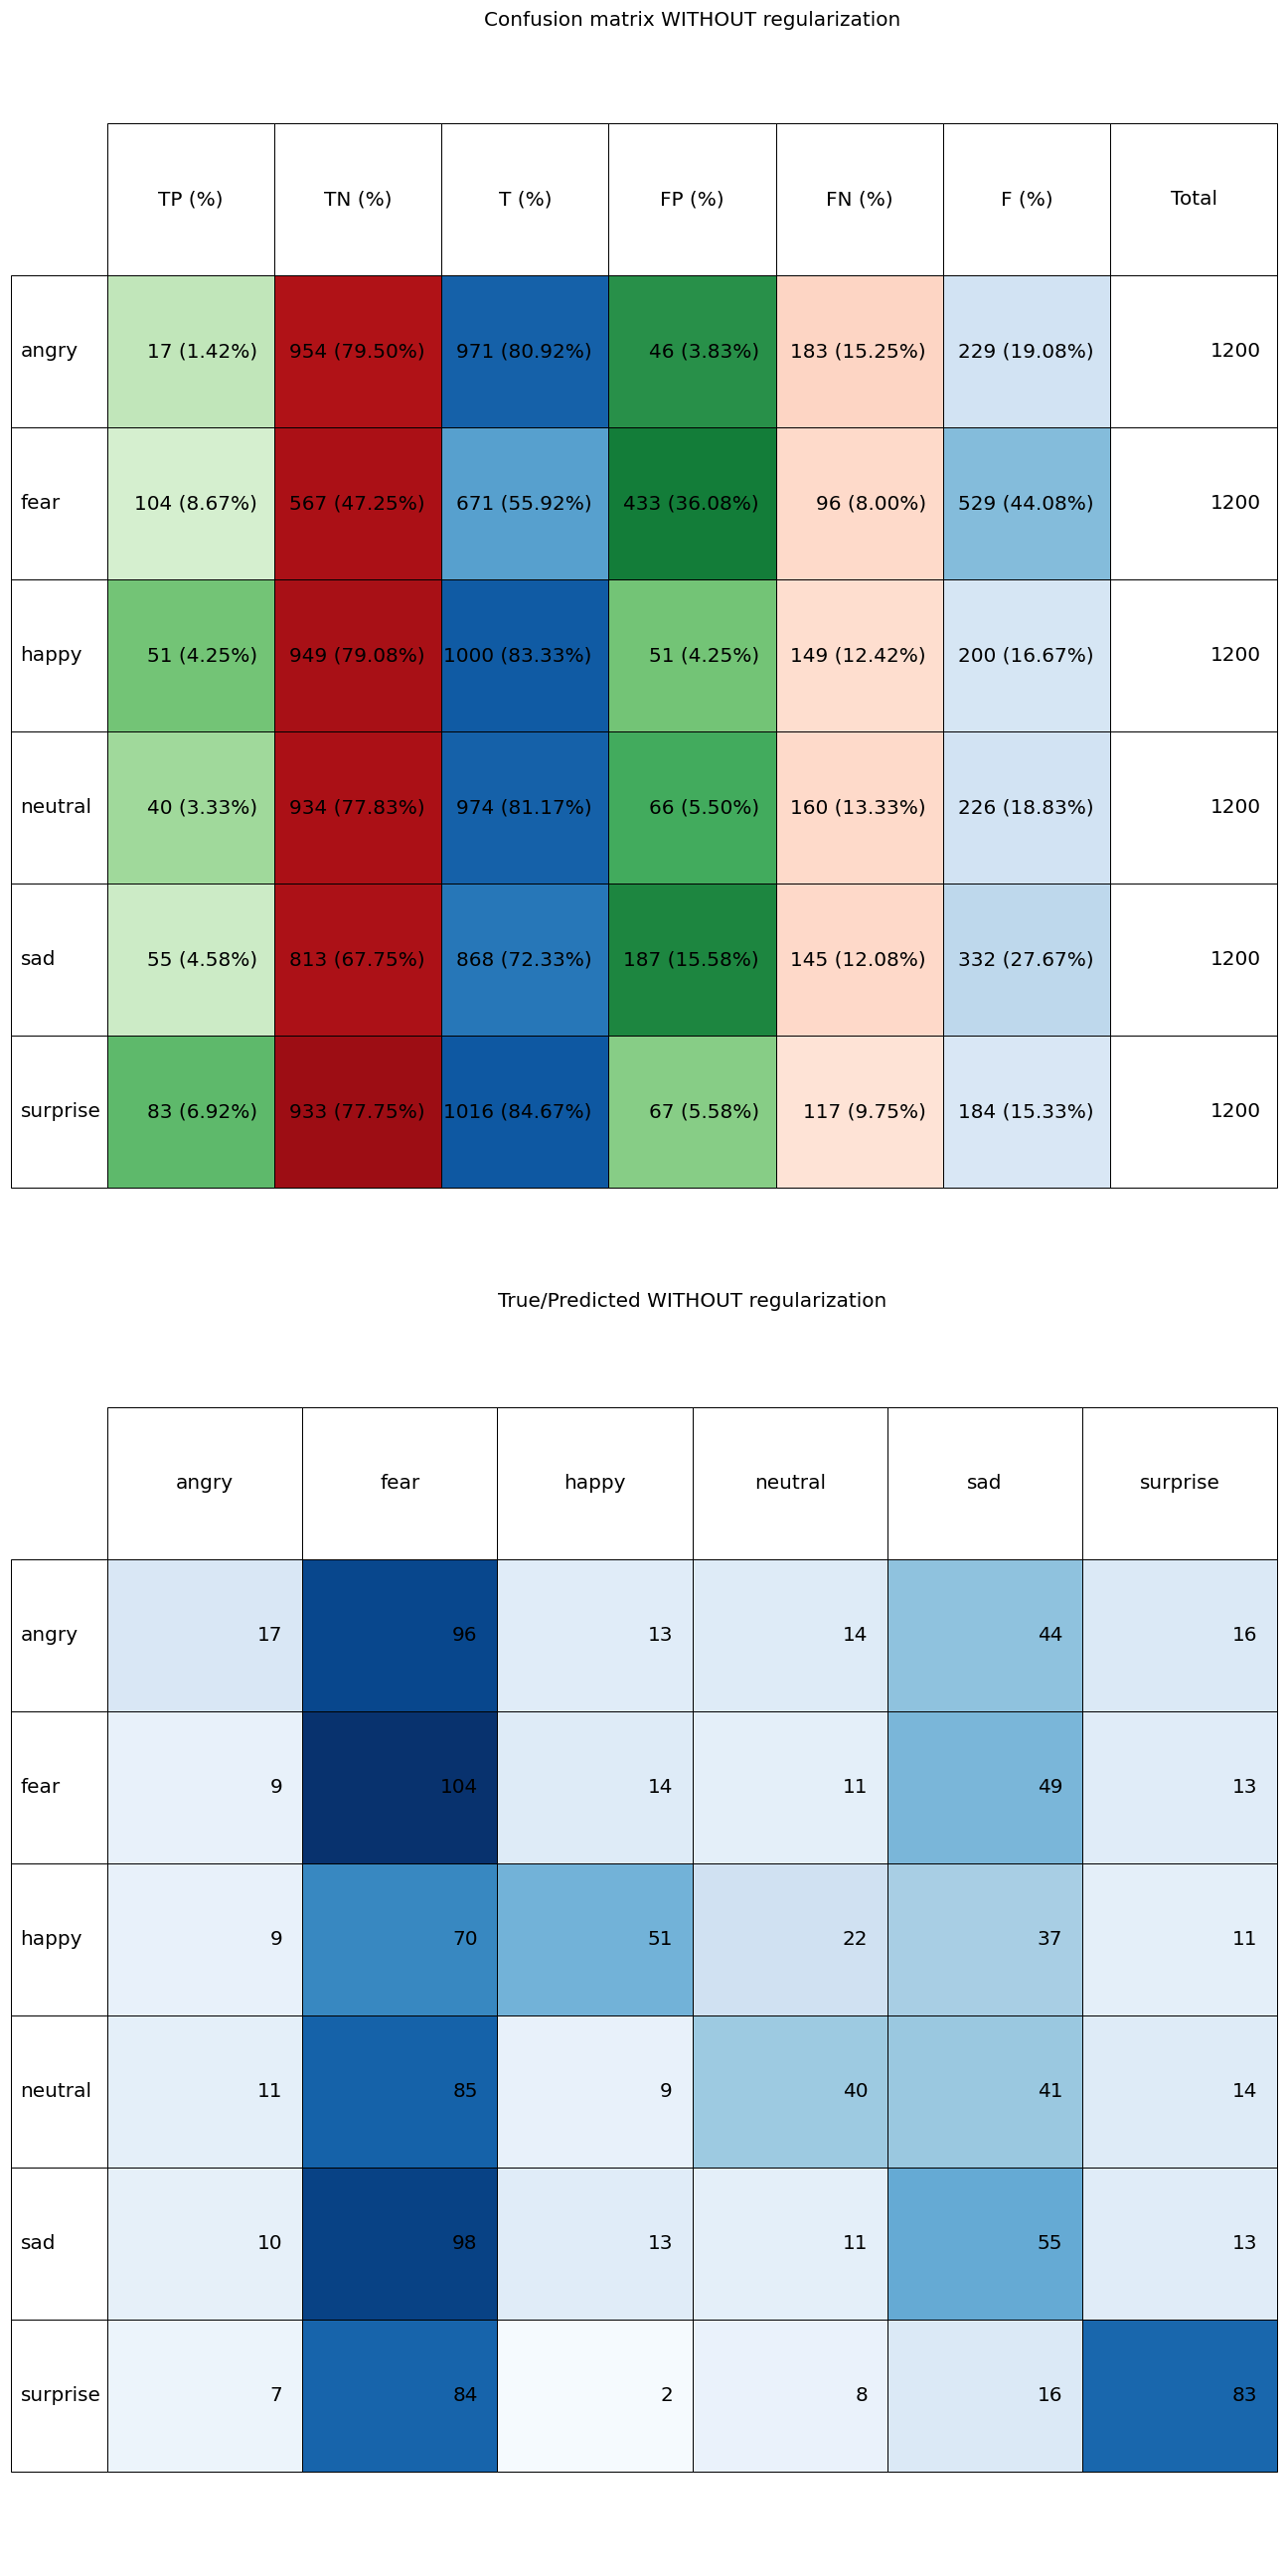 Confusion matrix WITHOUT regularization
TP (%) TN (%) T (%) FP (%) FN (%) F (%) Total
angry 17 (1.42%) 954 (79.50%) 971 (80.92%) 46 (3.83%) 183 (15.25%) 229 (19.08%) 1200
fear 104 (8.67%) 567 (47.25%) 671 (55.92%) 433 (36.08%) 96 (8.00%) 529 (44.08%) 1200
happy 51 (4.25%) 949 (79.08%) 1000 (83.33%) 51 (4.25%) 149 (12.42%) 200 (16.67%) 1200
neutral 40 (3.33%) 934 (77.83%) 974 (81.17%) 66 (5.50%) 160 (13.33%) 226 (18.83%) 1200
sad 55 (4.58%) 813 (67.75%) 868 (72.33%) 187 (15.58%) 145 (12.08%) 332 (27.67%) 1200
surprise 83 (6.92%) 933 (77.75%) 1016 (84.67%) 67 (5.58%) 117 (9.75%) 184 (15.33%) 1200
True/Predicted WITHOUT regularization
angry fear happy neutral sad surprise
angry 17 96 13 14 44 16
fear 9 104 14 11 49 13
happy 9 70 51 22 37 11
neutral 11 85 9 40 41 14
sad 10 98 13 11 55 13
surprise 7 84 2 8 16 83